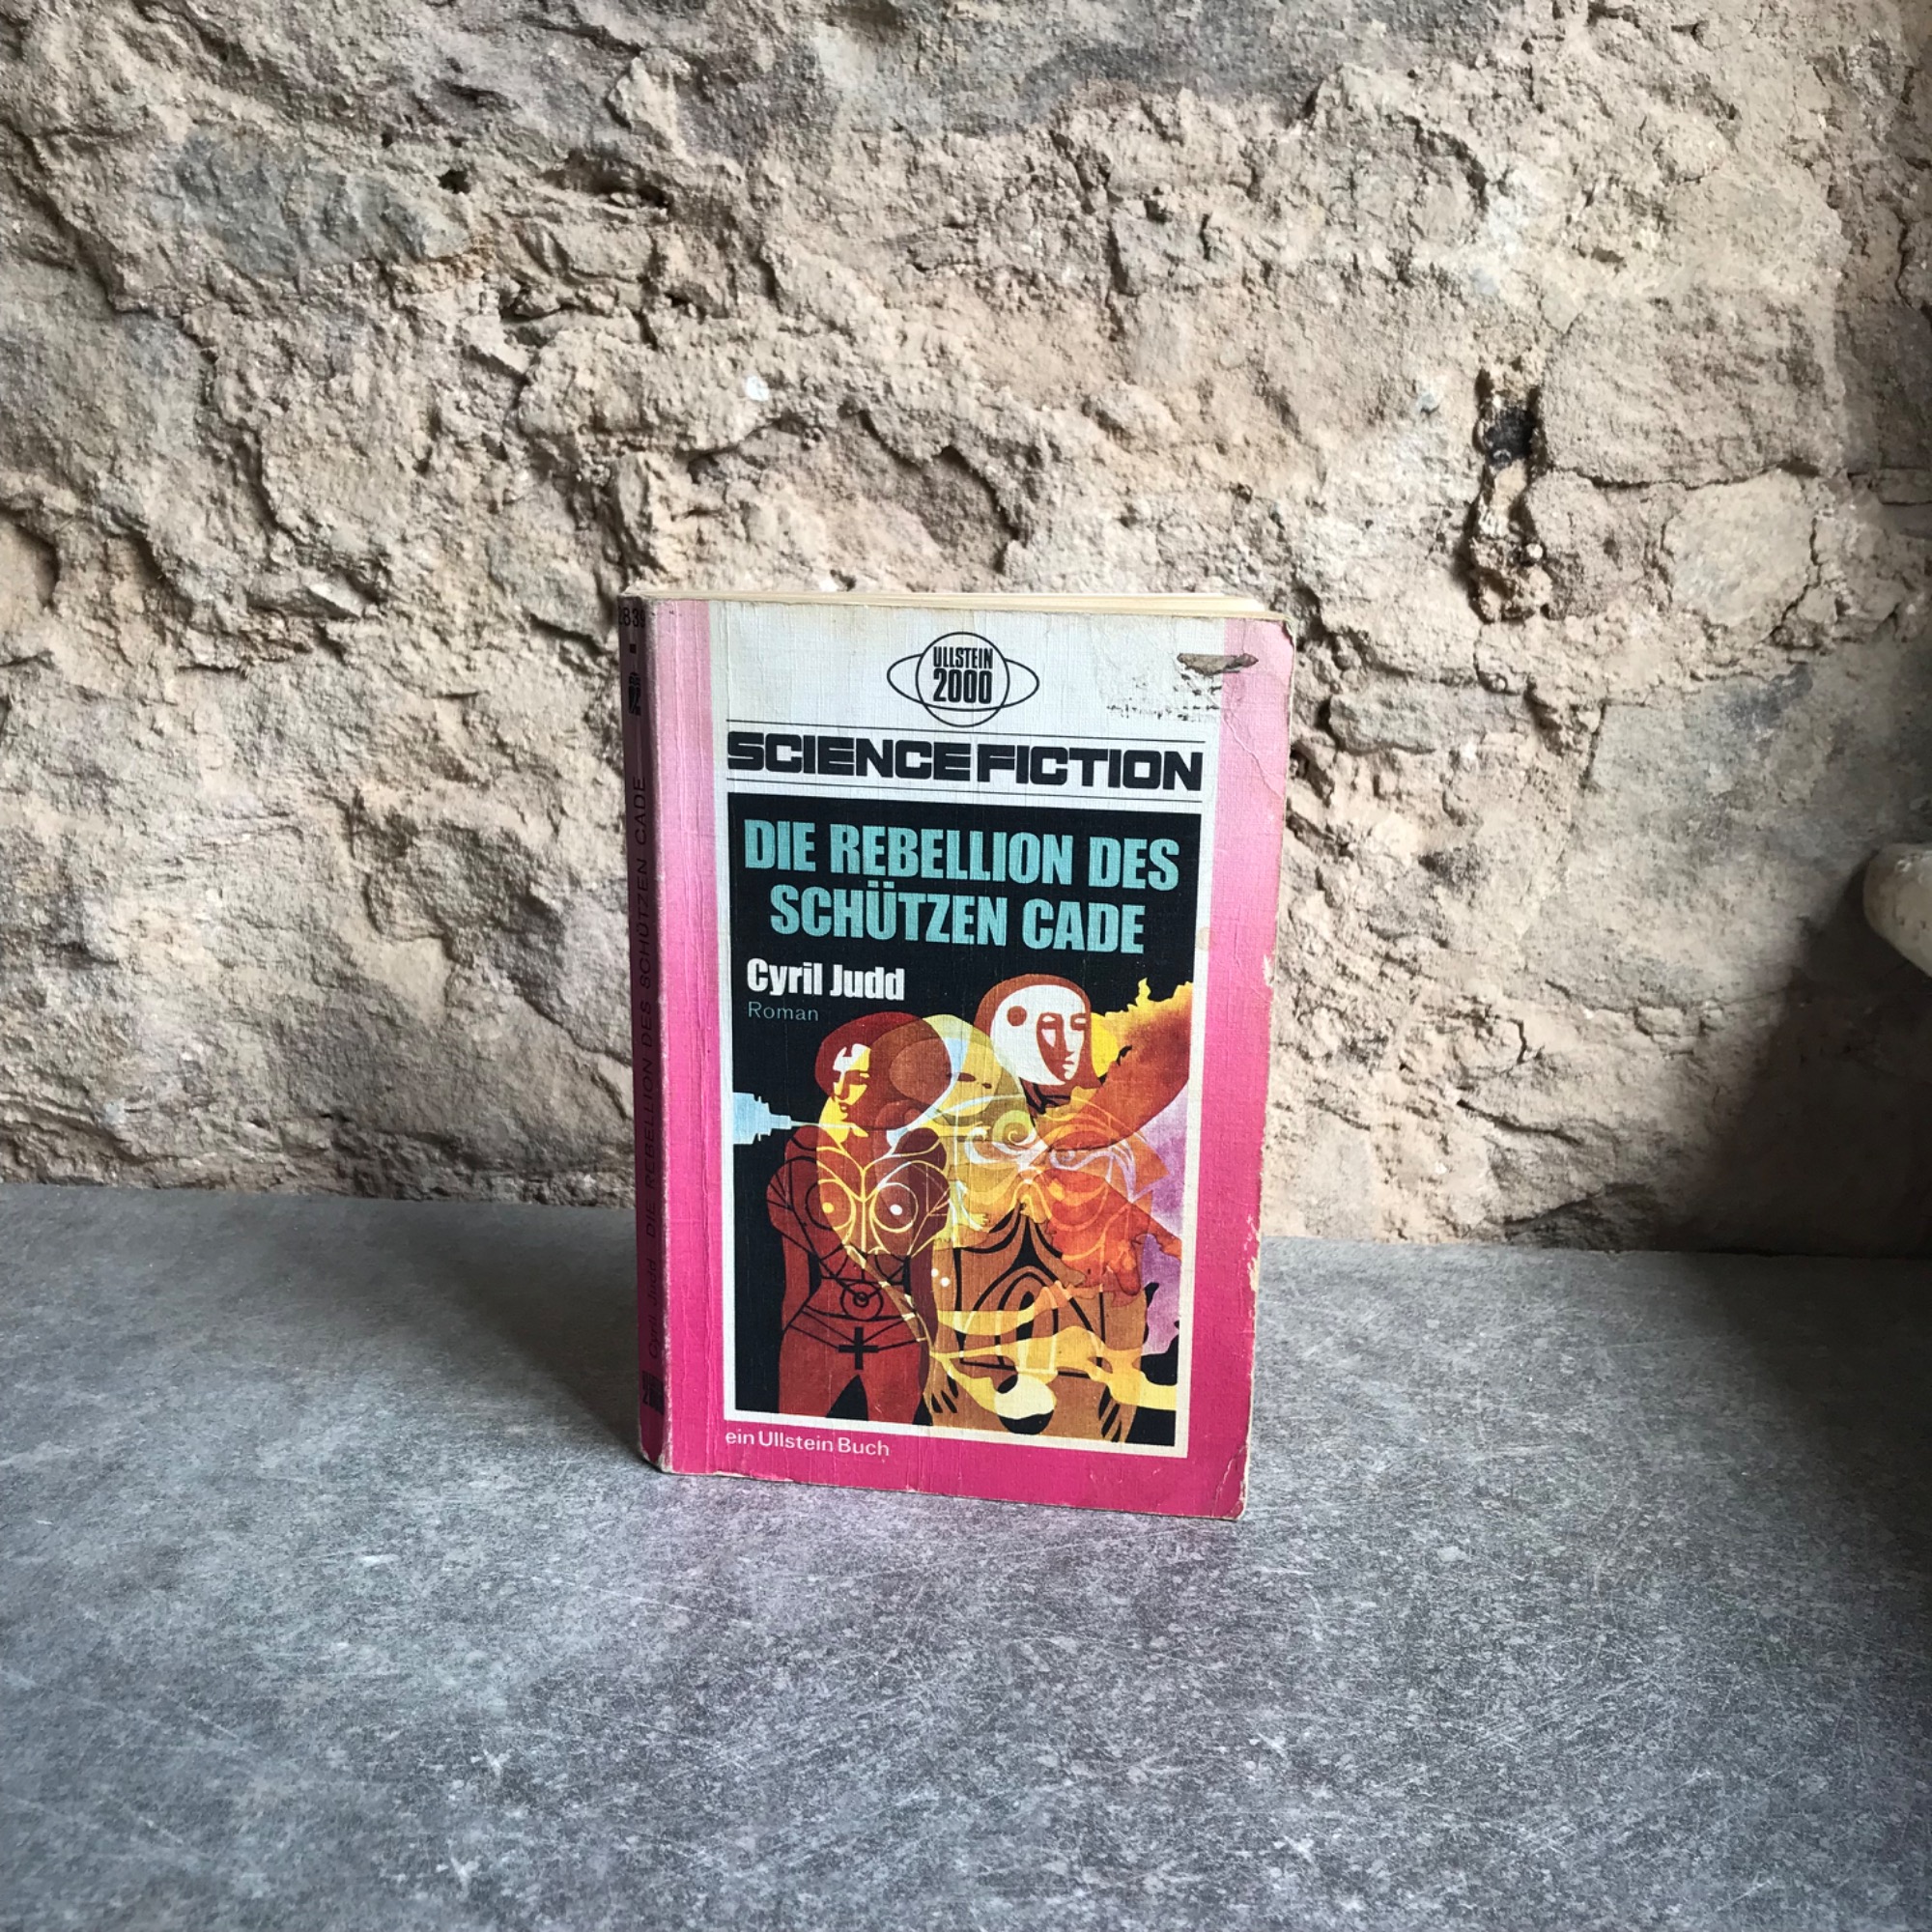 ULLSTEIN
2000
SCIENCE FICTION
DIE REBELLION DES
SCHÜTZEN CADE
Cyril Judd
Roman
ein Ullstein Buch
2839
Cyril Judd DIE REBELLION DES SCHÜTZEN CADE